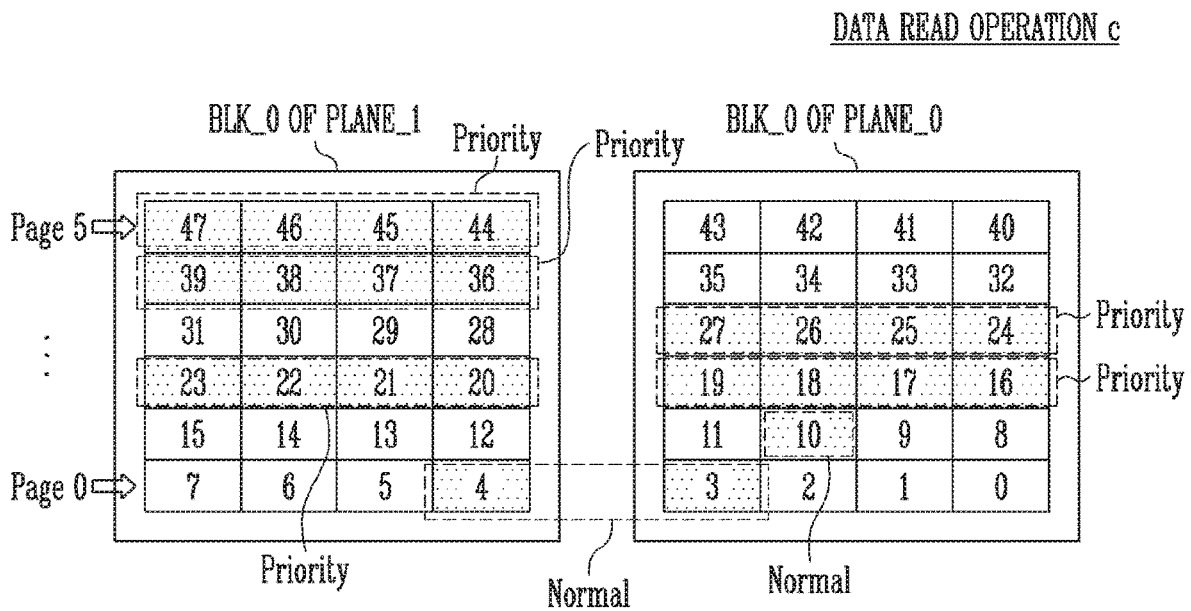 DATA READ OPERATION c
BLK_0 OF PLANE_1
BLK_0 OF PLANE_0
Priority
Priority
Page 5
47 46 45 44
43 42 41 40
39 38 37 36
35 34 33 32
31 30 29 28
27 26 25 24
Priority
23 22 21 20
19 18 17 16
Priority
15 14 13 12
11 10 9 8
Page 0
7 6 5 4
3 2 1 0
Priority
Normal
Normal